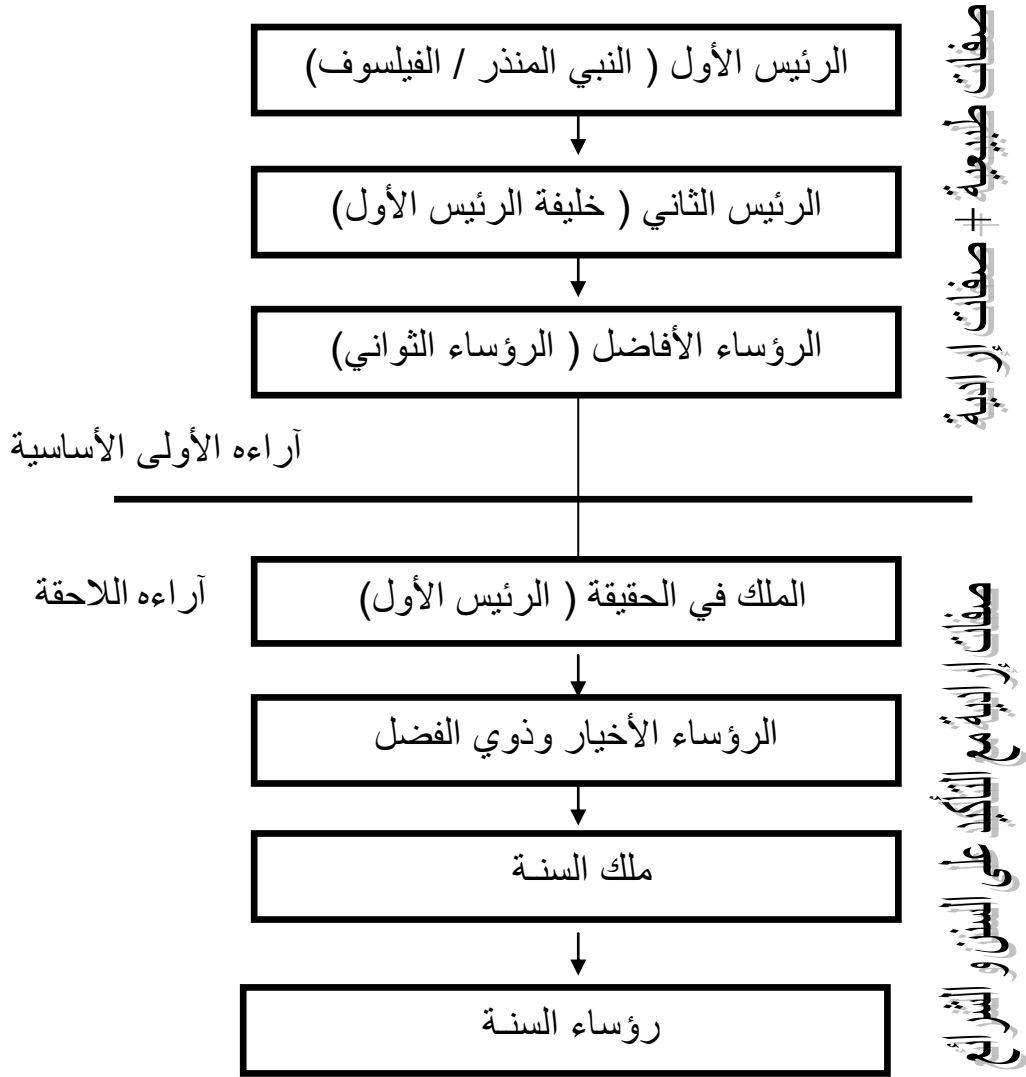 الرئيس الأول ( النبي المنذر / الفيلسوف)
الرئيس الثاني ( خليفة الرئيس الأول)
الرؤساء الأفاضل ( الرؤساء الثواني)
صفات طبيعية + صفات إرادية
آراءه الأولى الأساسية
آراءه اللاحقة
الملك في الحقيقة ( الرئيس الأول)
الرؤساء الأخيار وذوي الفضل
ملك السنـة
رؤساء السنـة
صفات إرادية مع التأكيد على السنن و الشرائع